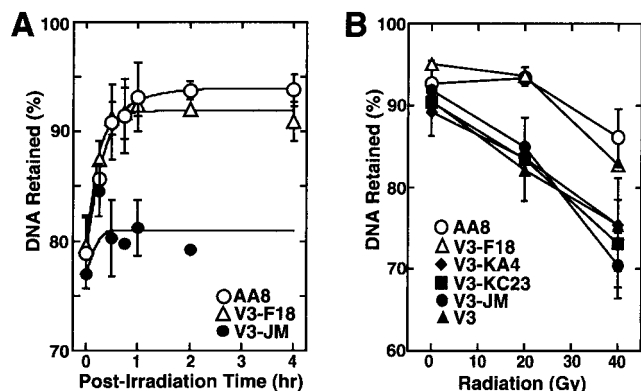 A
DNA Retained (%)
100
90
80
70
0
1
2
3
4
Post-Irradiation Time (hr)
AA8
V3-F18
V3-JM
B
DNA Retained (%)
100
90
80
70
60
0
10
20
30
40
Radiation (Gy)
AA8
V3-F18
V3-KA4
V3-KC23
V3-JM
V3